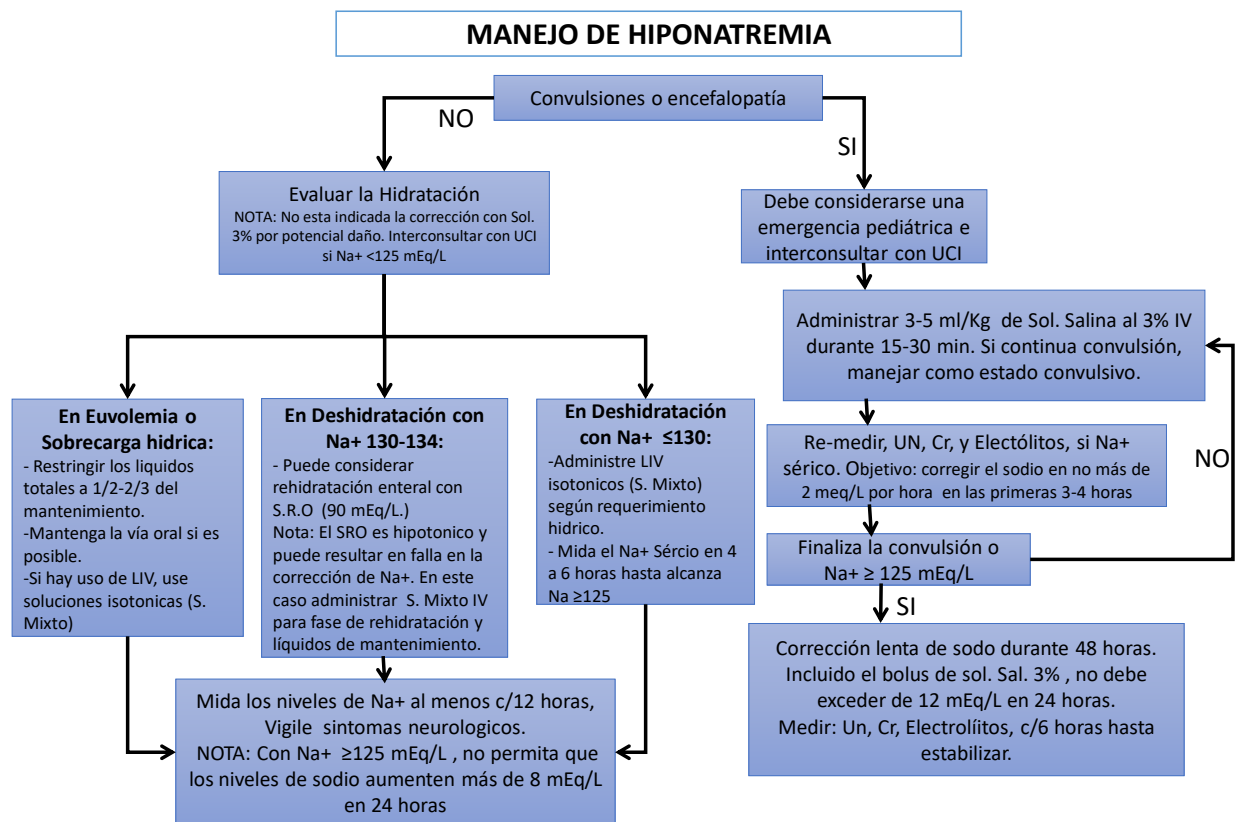 MANEJO DE HIPONATREMIA
Convulsiones o encefalopatía
NO
SI
Evaluar la Hidratación
NOTA: No esta indicada la corrección con Sol.
3% por potencial daño. Interconsultar con UCI
si Na+ <125 mEq/L
Debe considerarse una
emergencia pediátrica e
interconsultar con UCI
Administrar 3-5 ml/Kg de Sol. Salina al 3% IV
durante 15-30 min. Si continua convulsión,
manejar como estado convulsivo.
En Euvolemia o
Sobrecarga hidrica:
- Restringir los liquidos
totales a 1/2-2/3 del
mantenimiento.
-Mantenga la vía oral si es
posible.
-Si hay uso de LIV, use
soluciones isotonicas (S.
Mixto)
En Deshidratación con
Na+ 130-134:
- Puede considerar
rehidratación enteral con
S.R.O (90 mEq/L.)
Nota: El SRO es hipotonico y
puede resultar en falla en la
corrección de Na+. En este
caso administrar S. Mixto IV
para fase de rehidratación y
líquidos de mantenimiento.
En Deshidratación
con Na+ ≤130:
-Administre LIV
isotonicos (S. Mixto)
según requerimiento
hidrico.
- Mida el Na+ Sércio en 4
a 6 horas hasta alcanza
Na ≥125
Re-medir, UN, Cr, y Electólitos, si Na+
sérico. Objetivo: corregir el sodio en no más de
2 meq/L por hora en las primeras 3-4 horas
NO
Finaliza la convulsión o
Na+ ≥ 125 mEq/L
SI
Mida los niveles de Na+ al menos c/12 horas,
Vigile sintomas neurologicos.
NOTA: Con Na+ ≥125 mEq/L , no permita que
los niveles de sodio aumenten más de 8 mEq/L
en 24 horas
Corrección lenta de sodo durante 48 horas.
Incluido el bolus de sol. Sal. 3% , no debe
exceder de 12 mEq/L en 24 horas.
Medir: Un, Cr, Electrolíitos, c/6 horas hasta
estabilizar.